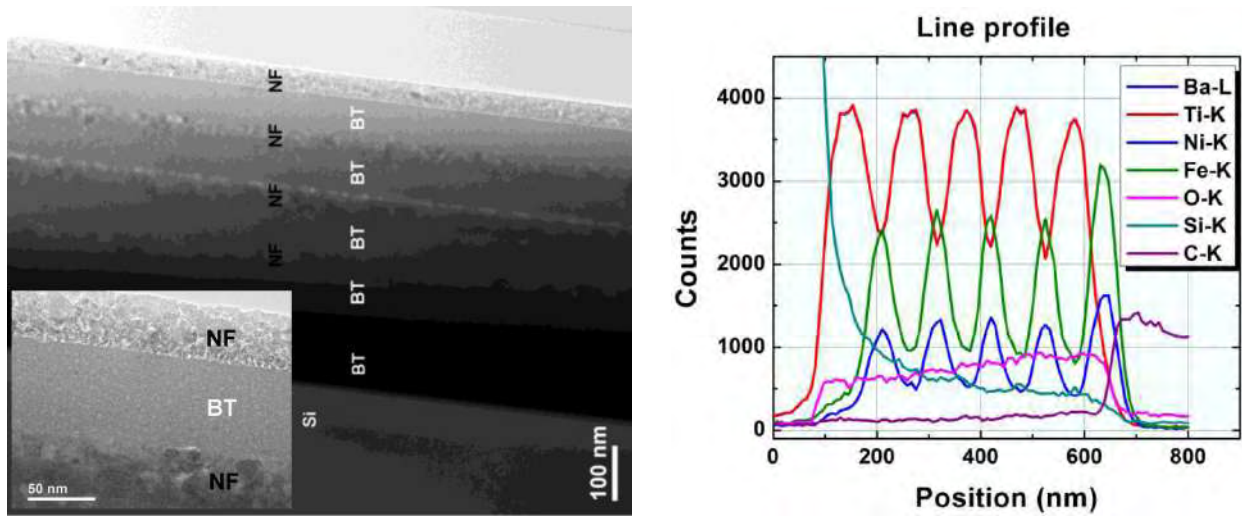 NF
BT
NF
BT
NF
BT
NF
BT
BT
Si
100 nm
NF
BT
NF
50 nm
Line profile
Counts
4000
3000
2000
1000
0
0
200
400
600
800
Position (nm)
Ba-L
Ti-K
Ni-K
Fe-K
O-K
Si-K
C-K